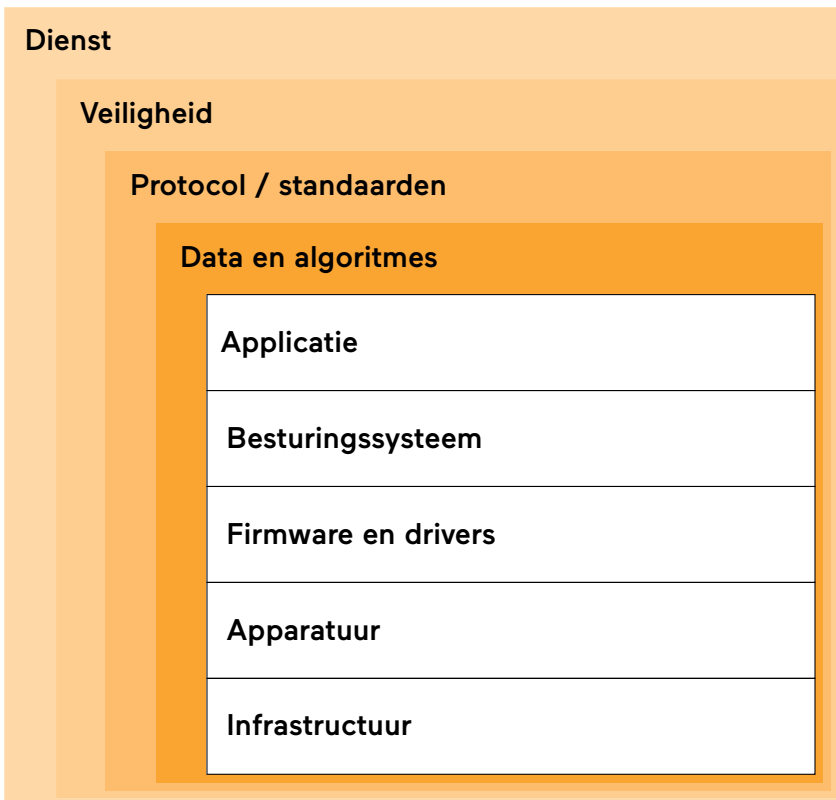 Dienst
Veiligheid
Protocol / standaarden
Data en algoritmes
Applicatie
Besturingssysteem
Firmware en drivers
Apparatuur
Infrastructuur